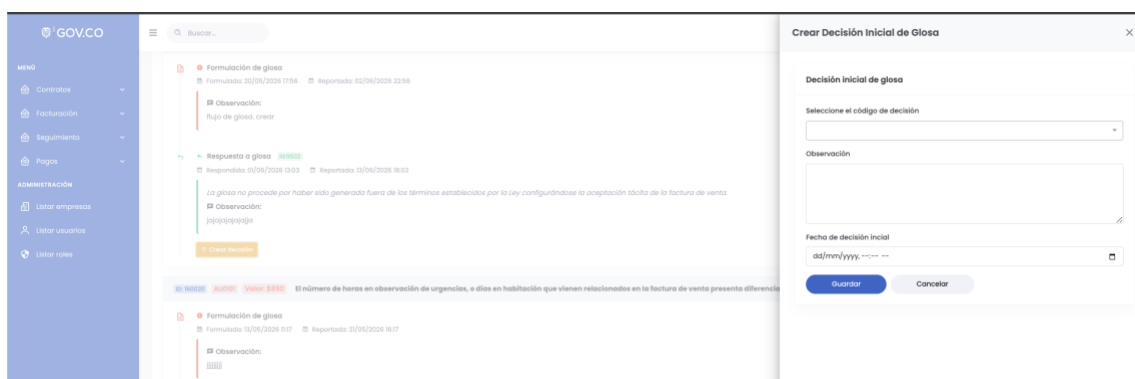 GOV.CO
Buscar...
MENÚ
Contratos
Facturación
Seguimiento
Pagos
ADMINISTRACIÓN
Listar empresas
Listar usuarios
Listar roles
Formulación de glosa
Formulada: 20/05/2026 17:56 Reportada: 02/06/2026 22:56
Observación:
flujo de glosa, crear
Respuesta a glosa
Respondida: 01/06/2026 13:03 Reportada: 13/06/2026 18:03
La glosa no procede por haber sido generada fuera de los términos establecidos por la Ley configurándose la aceptación tácita de la factura de venta.
Observación:
jajajajajajajja
Crear decisión
ID: 160020 AU0101 Valor: $890 El número de horas en observación de urgencias, o días en habitación que vienen relacionados en la factura de venta presenta diferencia
Formulación de glosa
Formulada: 13/05/2026 11:17 Reportada: 21/05/2026 16:17
Observación:
Crear Decisión Inicial de Glosa
Decisión inicial de glosa
Seleccione el código de decisión
Observación
Fecha de decisión incial
dd/mm/yyyy, --:-- --
Guardar Cancelar